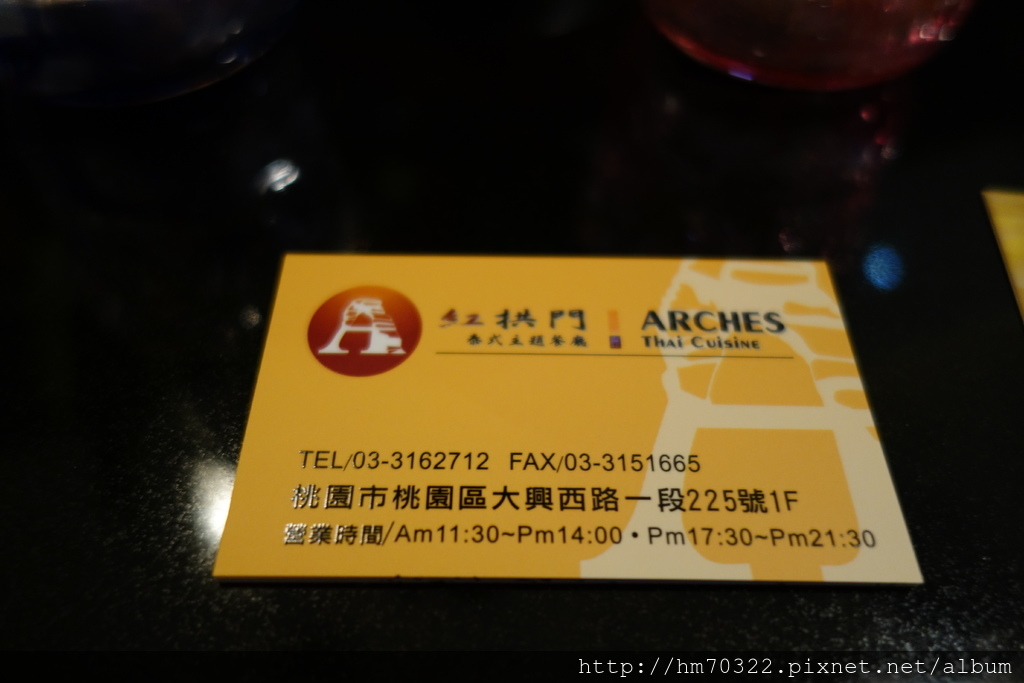 紅拱門 ARCHES
泰式主題餐廳 Thai Cuisine
TEL/03-3162712 FAX/03-3151665
桃園市桃園區大興西路一段225號1F
營業時間/Am11:30~Pm14:00・Pm17:30~Pm21:30
http://hm70322.pixnet.net/album